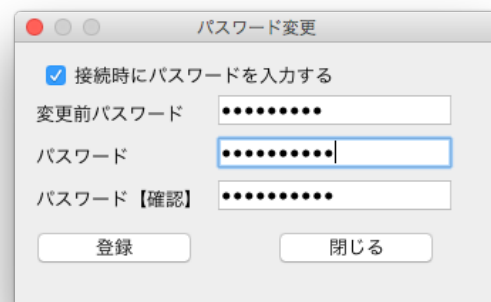 パスワード変更
接続時にパスワードを入力する
変更前パスワード ●●●●●●●●●
パスワード ●●●●●●●●●●
パスワード【確認】 ●●●●●●●●●●
登録 閉じる